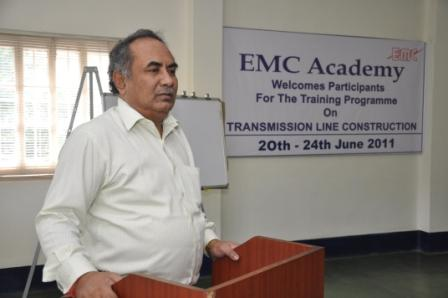 EMC
EMC Academy
Welcomes Participants
For The Training Programme
On
TRANSMISSION LINE CONSTRUCTION
20th - 24th June 2011